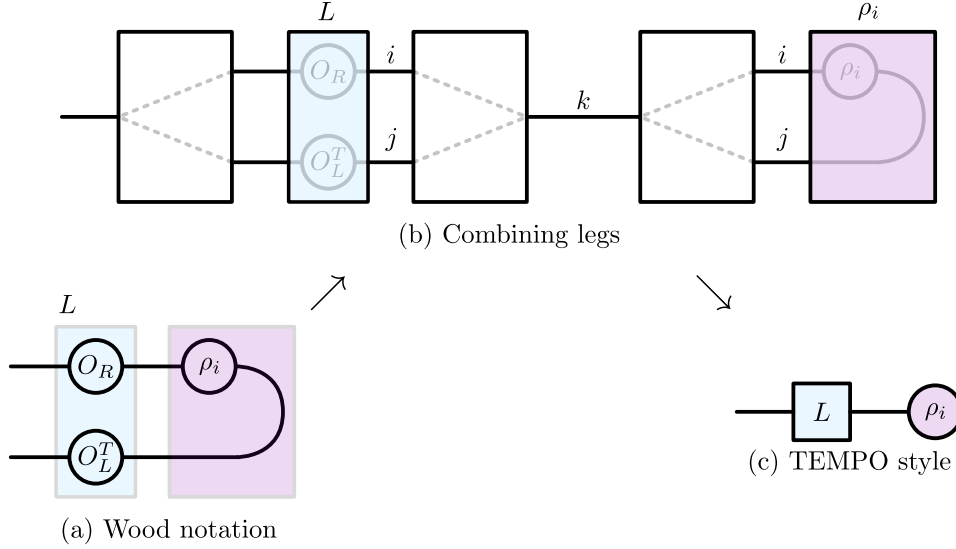 L
ρ_i
O_R
i
i
ρ_i
k
O_L^T
j
j
(b) Combining legs
L
O_R
ρ_i
L
ρ_i
O_L^T
(c) TEMPO style
(a) Wood notation